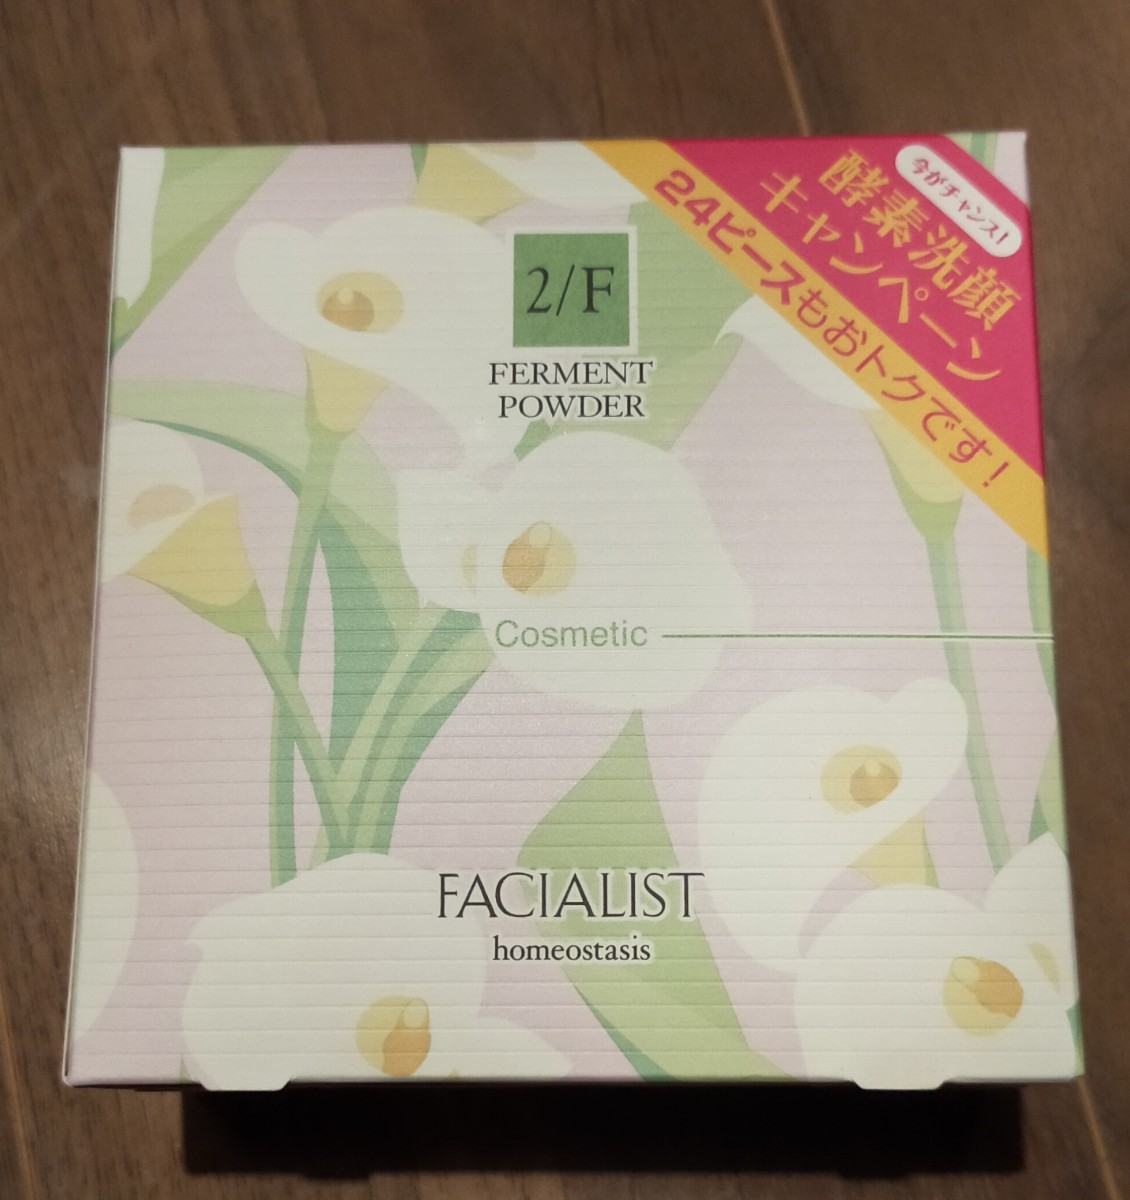 今がチャンス!
酵素洗顔
キャンペーン
24ピースもおトクです!
2/F
FERMENT
POWDER
Cosmetic
FACIALIST
homeostasis